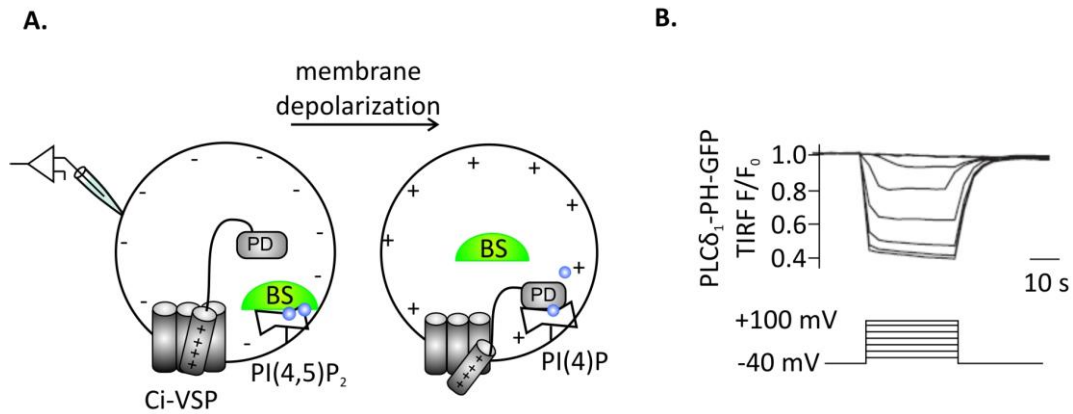 A.
membrane
depolarization
- - - - - - - -
PD
BS
+ + + +
PI(4,5)P₂
Ci-VSP
+ + + + + + + +
BS
PD
+ + + +
PI(4)P
B.
PLCδ₁-PH-GFP
TIRF F/F₀
1.0
0.8
0.6
0.4
10 s
+100 mV
-40 mV